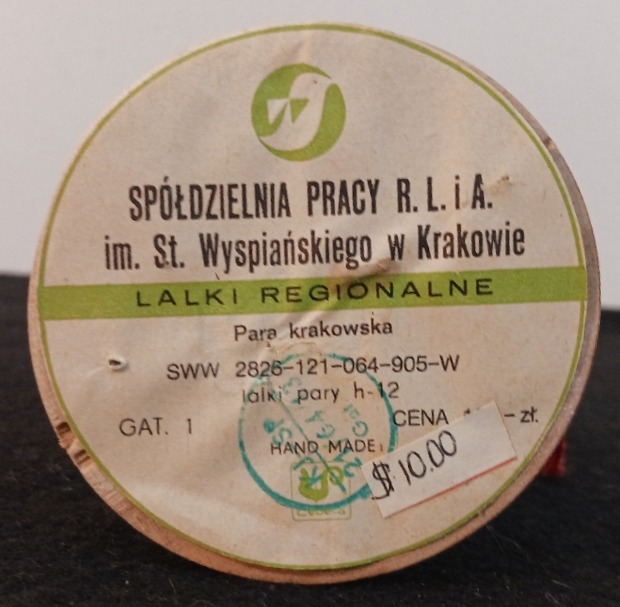 SPÓŁDZIELNIA PRACY R. L. i A.
im. St. Wyspiańskiego w Krakowie
LALKI REGIONALNE
Para krakowska
SWW 2826-121-064-905-W
lalki pary h-12
GAT. 1
CENA - zł.
HAND MADE:
$10.00